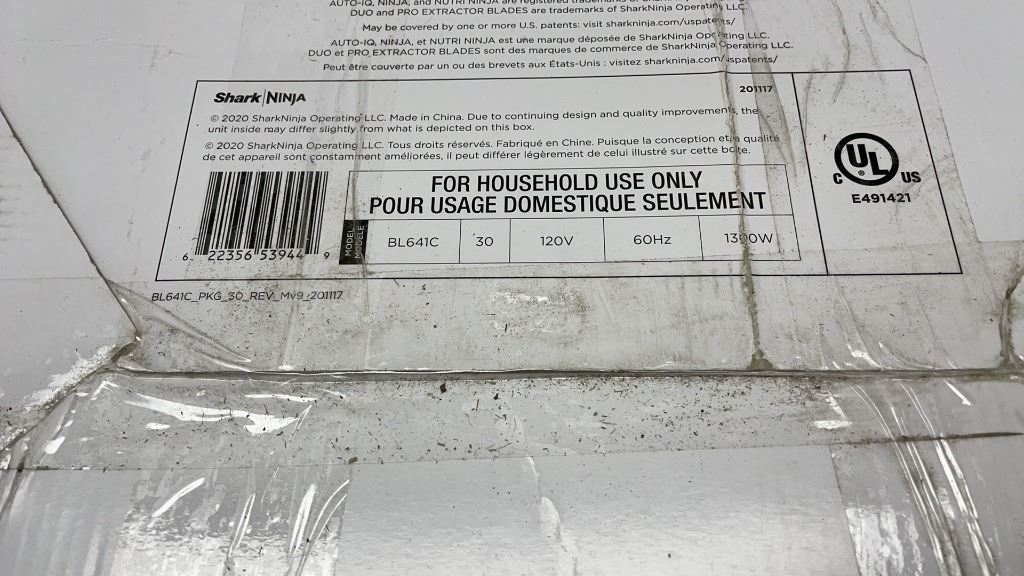 AUTO-IQ, NINJA, and NUTRI NINJA are registered trademarks of
DUO and PRO EXTRACTOR BLADES are trademarks of SharkNinja Operating LLC.
May be covered by one or more U.S. patents: visit sharkninja.com/uspatents/
AUTO-IQ, NINJA, et NUTRI NINJA est une marque déposée de SharkNinja Operating LLC.
DUO et PRO EXTRACTOR BLADES sont des marques de commerce de SharkNinja Operating LLC.
Peut être couverte par un ou des brevets aux États-Unis : visitez sharkninja.com/uspatents/
Shark NINJA
201117
© 2020 SharkNinja Operating LLC. Made in China. Due to continuing design and quality improvements, the
unit inside may differ slightly from what is depicted on this box.
© 2020 SharkNinja Operating LLC. Tous droits réservés. Fabriqué en Chine. Puisque la conception et la qualité
de cet appareil sont constamment améliorées, il peut différer légèrement de celui illustré sur cette boîte.
FOR HOUSEHOLD USE ONLY
POUR USAGE DOMESTIQUE SEULEMENT
MODEL
MODÈLE
BL641C 30 120V 60Hz 1300W
6 22356 53944 9
C UL ® US
E491421
BL641C_PKG_30_REV_Mv9_201117